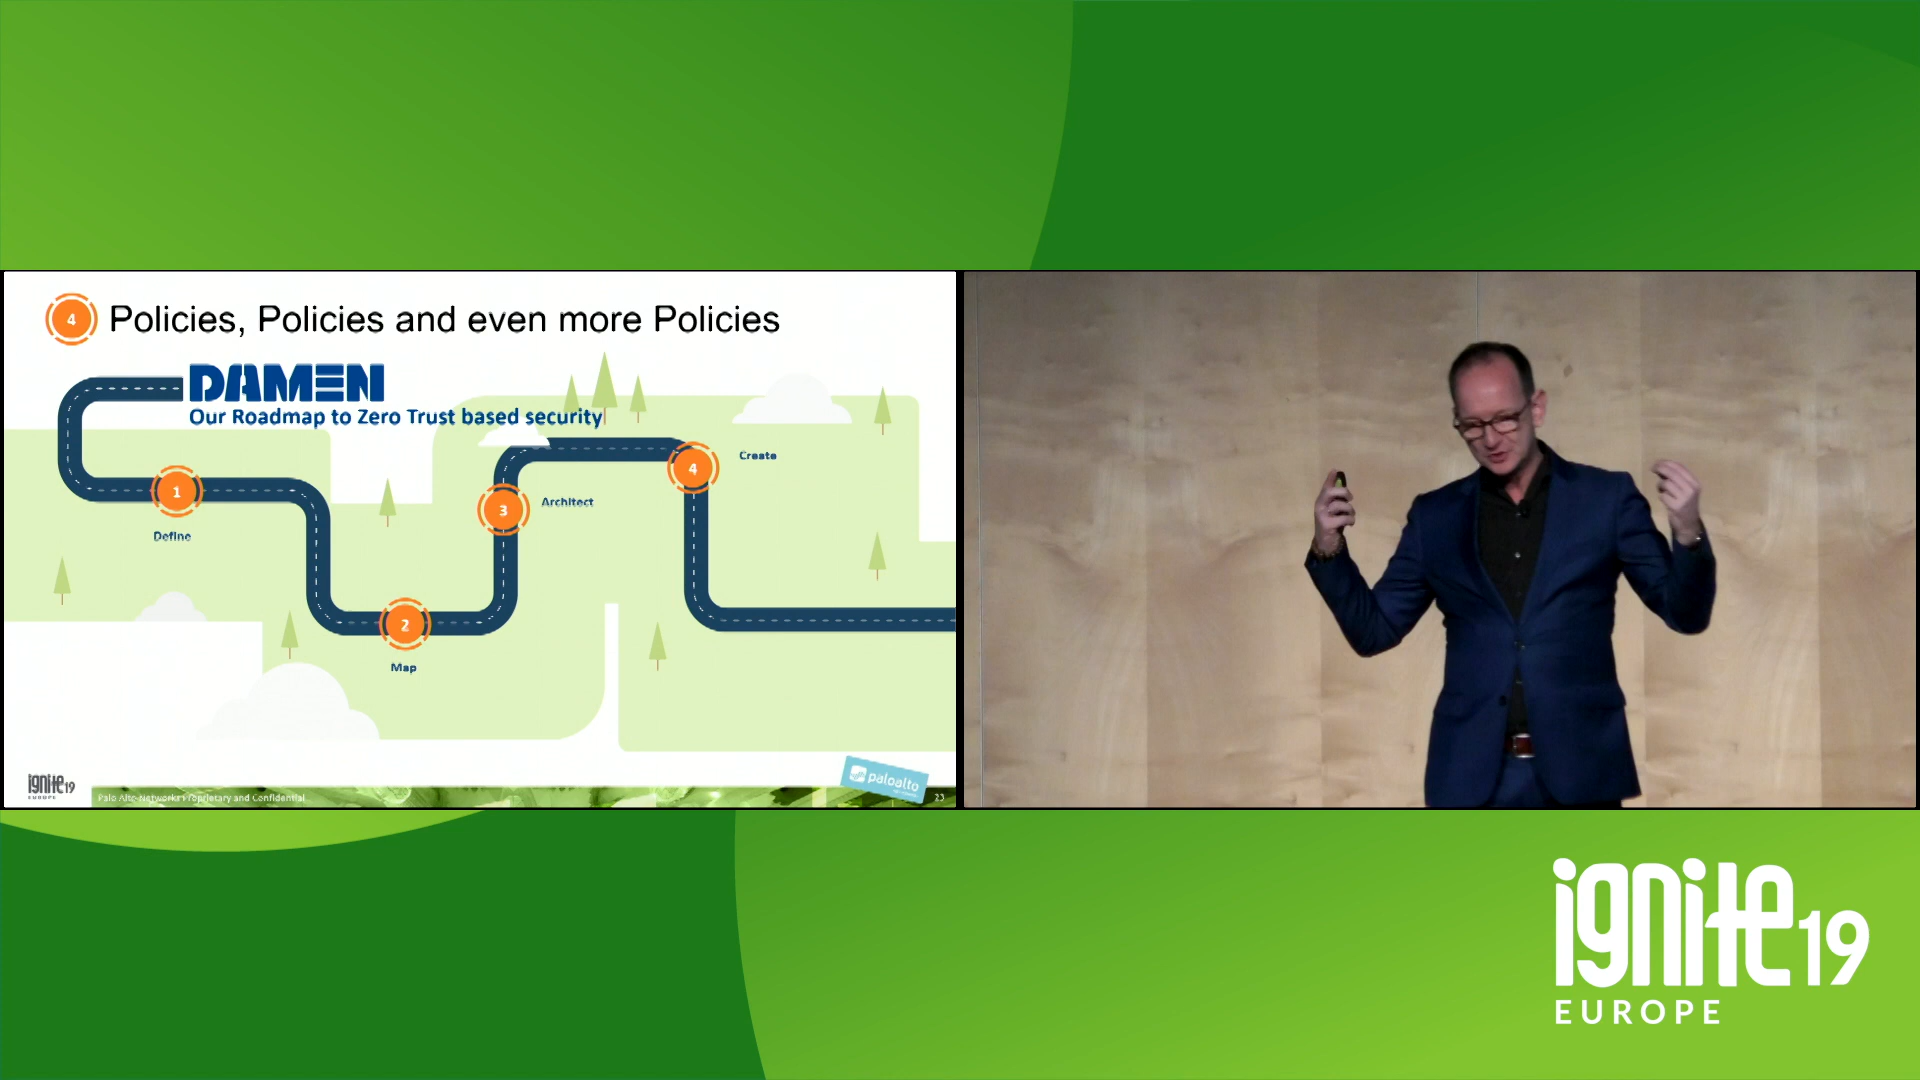 4 Policies, Policies and even more Policies
DAMEN
Our Roadmap to Zero Trust based security
4
Create
1
3
Architect
Define
2
Map
ignite19
EUROPE
Palo Alto Networks Proprietary and Confidential
paloalto
23
ignite19
EUROPE